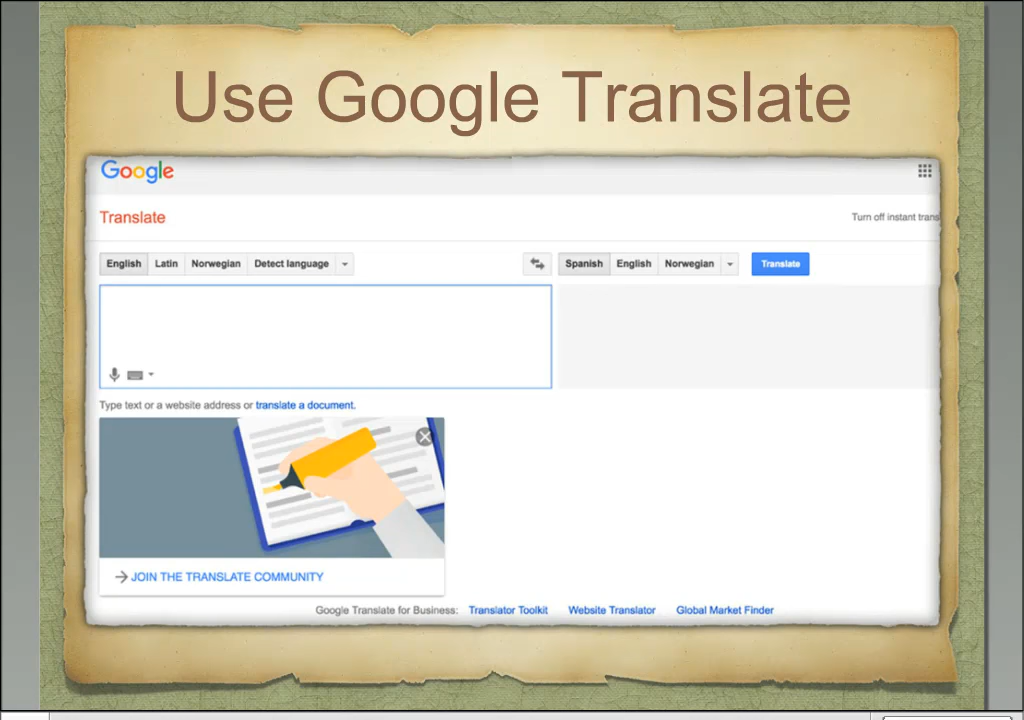 Use Google Translate
Google
Translate
Turn off instant trans
English Latin Norwegian Detect language
Spanish English Norwegian
Translate
Type text or a website address or translate a document.
JOIN THE TRANSLATE COMMUNITY
Google Translate for Business: Translator Toolkit Website Translator Global Market Finder